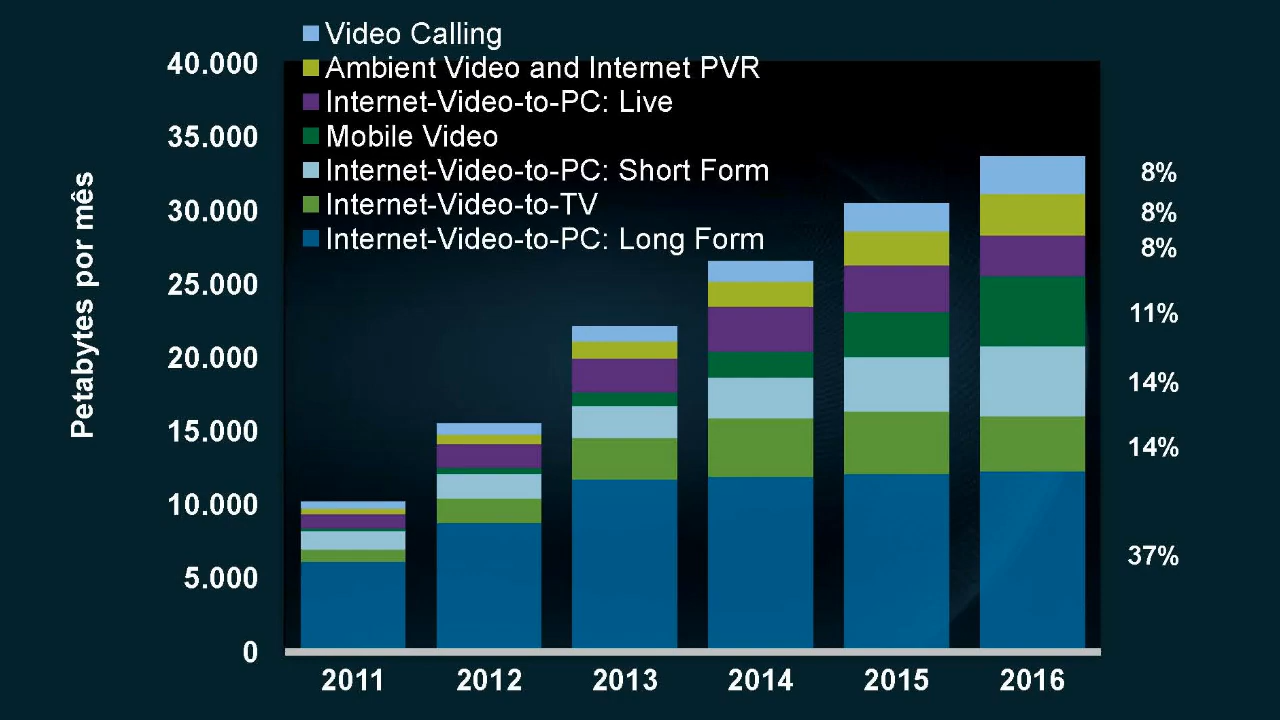 Video Calling
Ambient Video and Internet PVR
Internet-Video-to-PC: Live
Mobile Video
Internet-Video-to-PC: Short Form
Internet-Video-to-TV
Internet-Video-to-PC: Long Form
Petabytes por mês
40.000
35.000
30.000
25.000
20.000
15.000
10.000
5.000
0
8%
8%
8%
11%
14%
14%
37%
2011 2012 2013 2014 2015 2016